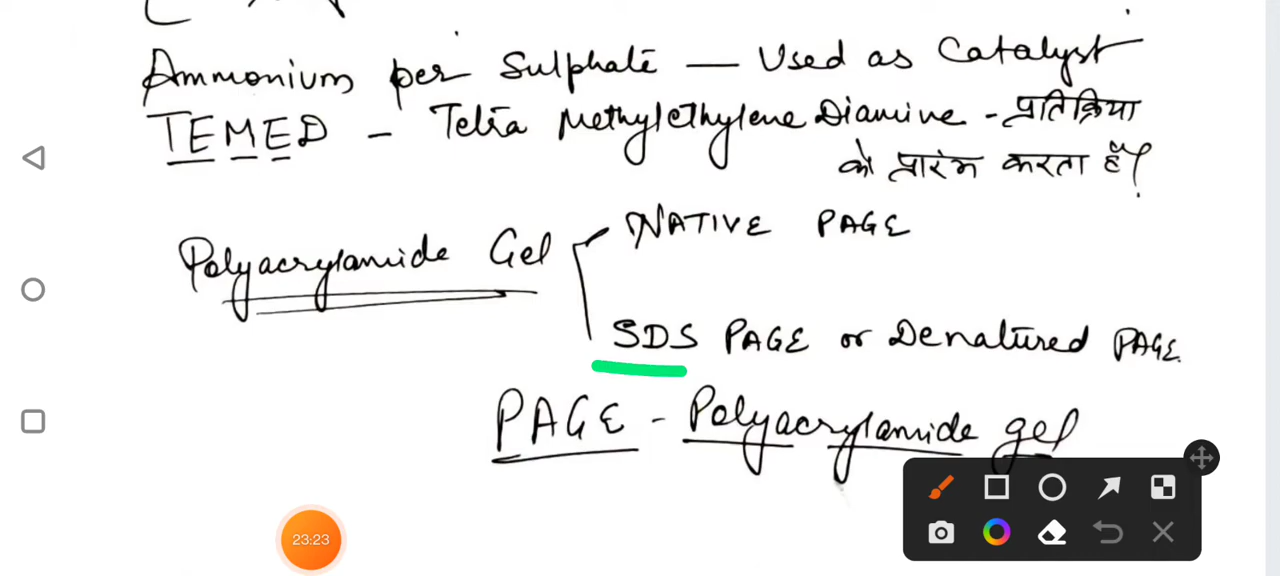 Ammonium per Sulphate — Used as Catalyst
TEMED - Tetra Methylethylene Diamine - प्रतिक्रिया
को प्रारंभ करता हैं।
Polyacrylamide Gel
NATIVE PAGE
SDS PAGE or Denatured PAGE.
PAGE - Polyacrylamide gel
23:23